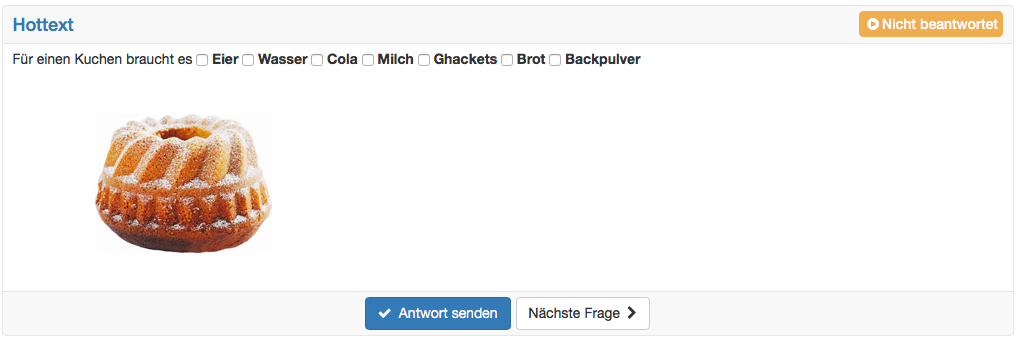 Hottext
Nicht beantwortet
Für einen Kuchen braucht es Eier Wasser Cola Milch Ghackets Brot Backpulver
Antwort senden
Nächste Frage